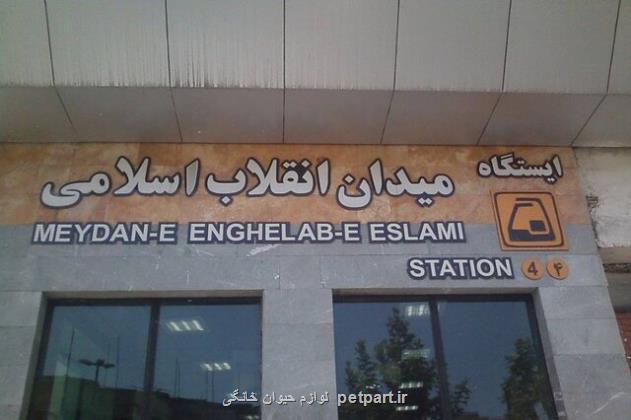 ایستگاه
میدان انقلاب اسلامی
MEYDAN-E ENGHELAB-E ESLAMI
STATION 4 ۴
لوازم حیوان خانگی petpart.ir